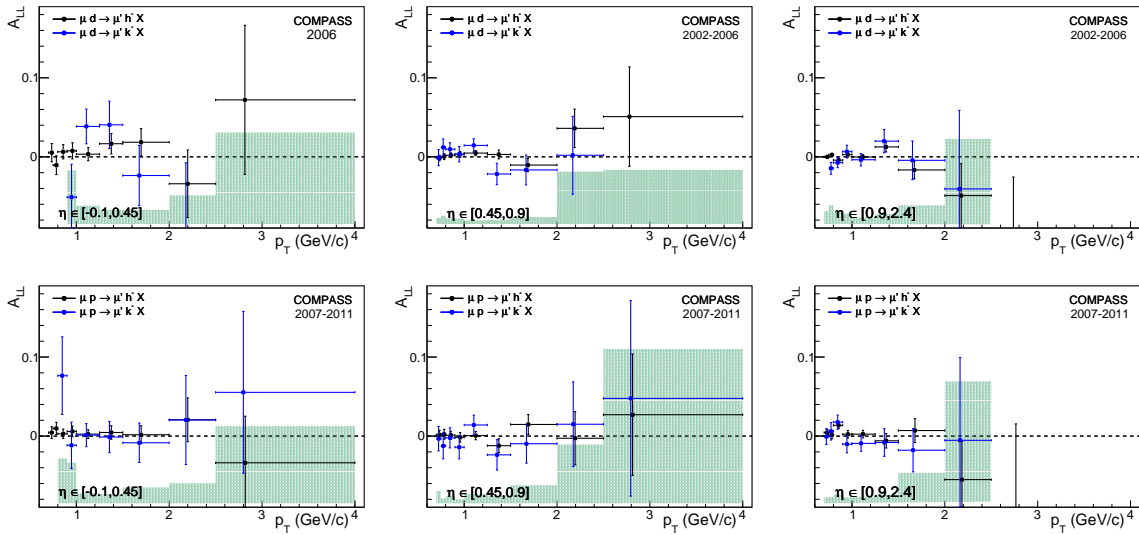 A_LL
μ d → μ' h⁻ X
μ d → μ' k⁻ X
COMPASS
2006
0.1
0
η ∈ [-0.1,0.45]
1 2 3 4
p_T (GeV/c)
A_LL
μ d → μ' h⁻ X
μ d → μ' k⁻ X
COMPASS
2002-2006
0.1
0
η ∈ [0.45,0.9]
1 2 3 4
p_T (GeV/c)
A_LL
μ d → μ' h⁻ X
μ d → μ' k⁻ X
COMPASS
2002-2006
0.1
0
η ∈ [0.9,2.4]
1 2 3 4
p_T (GeV/c)
A_LL
μ p → μ' h⁻ X
μ p → μ' k⁻ X
COMPASS
2007-2011
0.1
0
η ∈ [-0.1,0.45]
1 2 3 4
p_T (GeV/c)
A_LL
μ p → μ' h⁻ X
μ p → μ' k⁻ X
COMPASS
2007-2011
0.1
0
η ∈ [0.45,0.9]
1 2 3 4
p_T (GeV/c)
A_LL
μ p → μ' h⁻ X
μ p → μ' k⁻ X
COMPASS
2007-2011
0.1
0
η ∈ [0.9,2.4]
1 2 3 4
p_T (GeV/c)